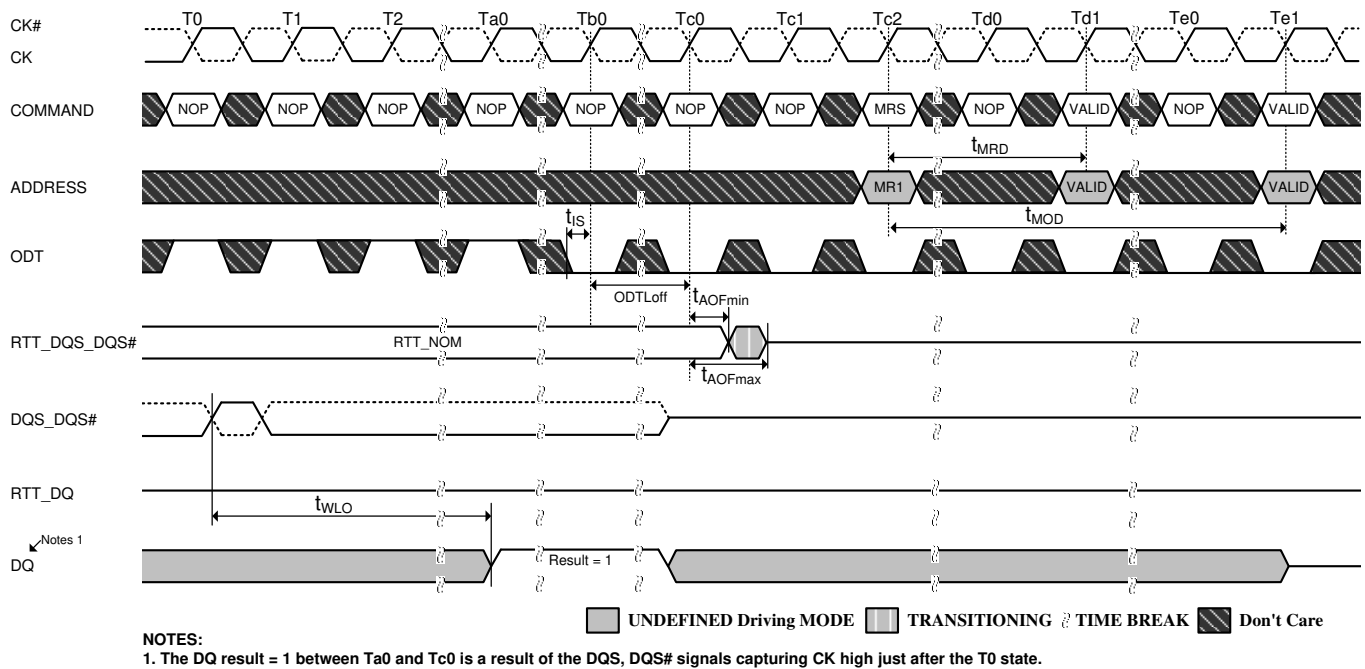 CK# T0 T1 T2 Ta0 Tb0 Tc0 Tc1 Tc2 Td0 Td1 Te0 Te1
CK
COMMAND NOP NOP NOP NOP NOP NOP NOP MRS NOP VALID NOP VALID
tMRD
ADDRESS MR1 VALID VALID
tIS tMOD
ODT
ODTLoff tAOFmin
RTT_DQS_DQS# RTT_NOM
tAOFmax
DQS_DQS#
RTT_DQ
tWLO
Notes 1
DQ Result = 1
UNDEFINED Driving MODE TRANSITIONING TIME BREAK Don't Care
NOTES:
1. The DQ result = 1 between Ta0 and Tc0 is a result of the DQS, DQS# signals capturing CK high just after the T0 state.